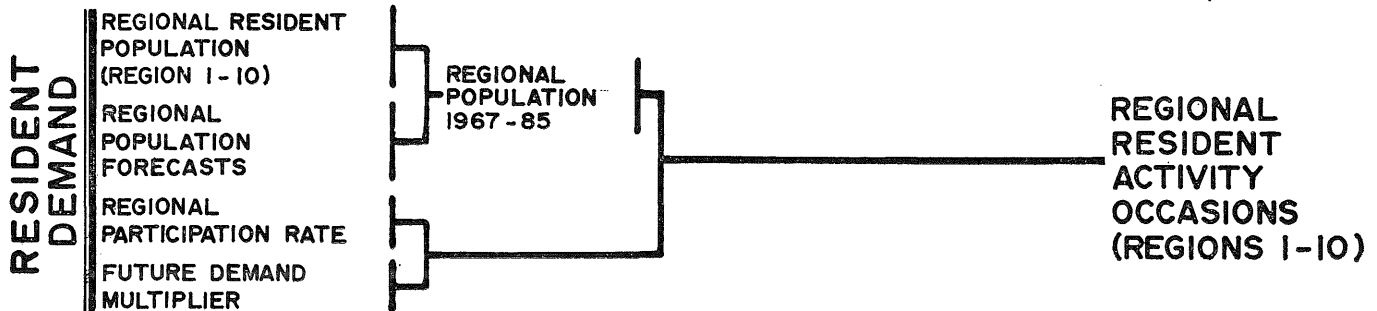 RESIDENT
DEMAND
REGIONAL RESIDENT
POPULATION
(REGION 1-10)
REGIONAL
POPULATION
FORECASTS
REGIONAL
PARTICIPATION RATE
FUTURE DEMAND
MULTIPLIER
REGIONAL
POPULATION
1967-85
REGIONAL
RESIDENT
ACTIVITY
OCCASIONS
(REGIONS 1-10)